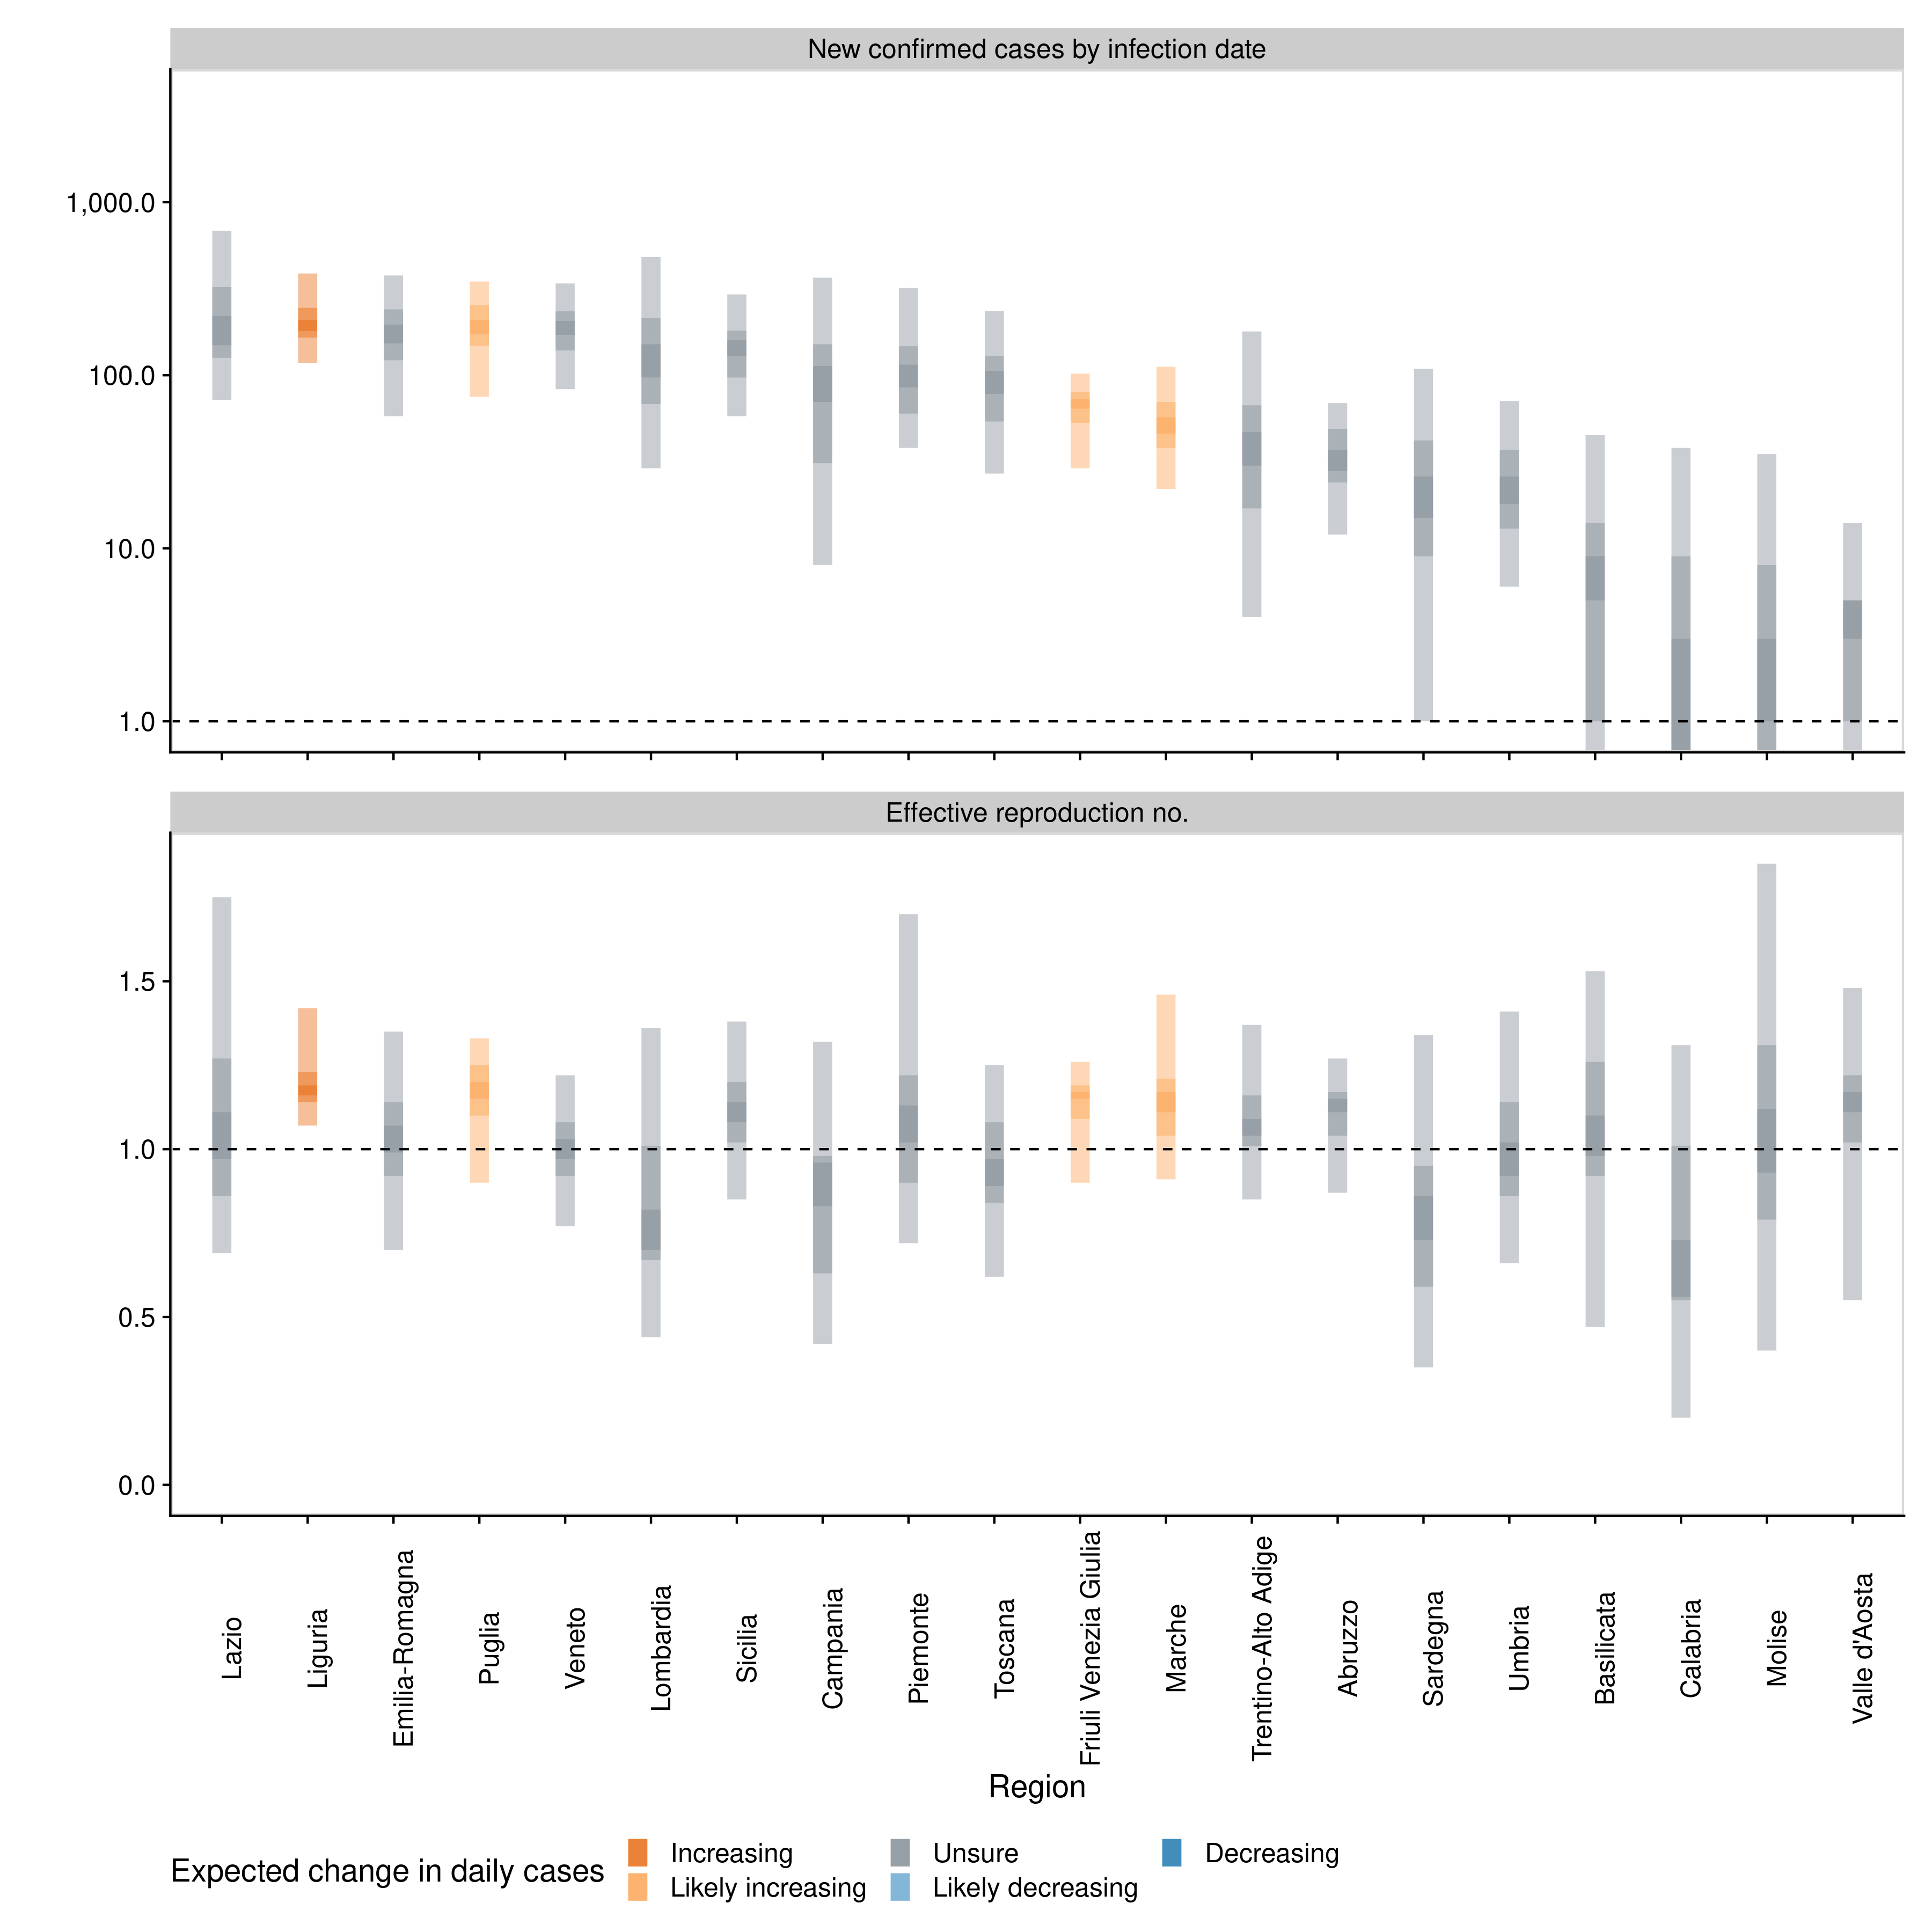 New confirmed cases by infection date
1,000.0
100.0
10.0
1.0
Effective reproduction no.
1.5
1.0
0.5
0.0
Lazio
Liguria
Emilia-Romagna
Puglia
Veneto
Lombardia
Sicilia
Campania
Piemonte
Toscana
Friuli Venezia Giulia
Marche
Trentino-Alto Adige
Abruzzo
Sardegna
Umbria
Basilicata
Calabria
Molise
Valle d'Aosta
Region
Expected change in daily cases
Increasing
Likely increasing
Unsure
Likely decreasing
Decreasing